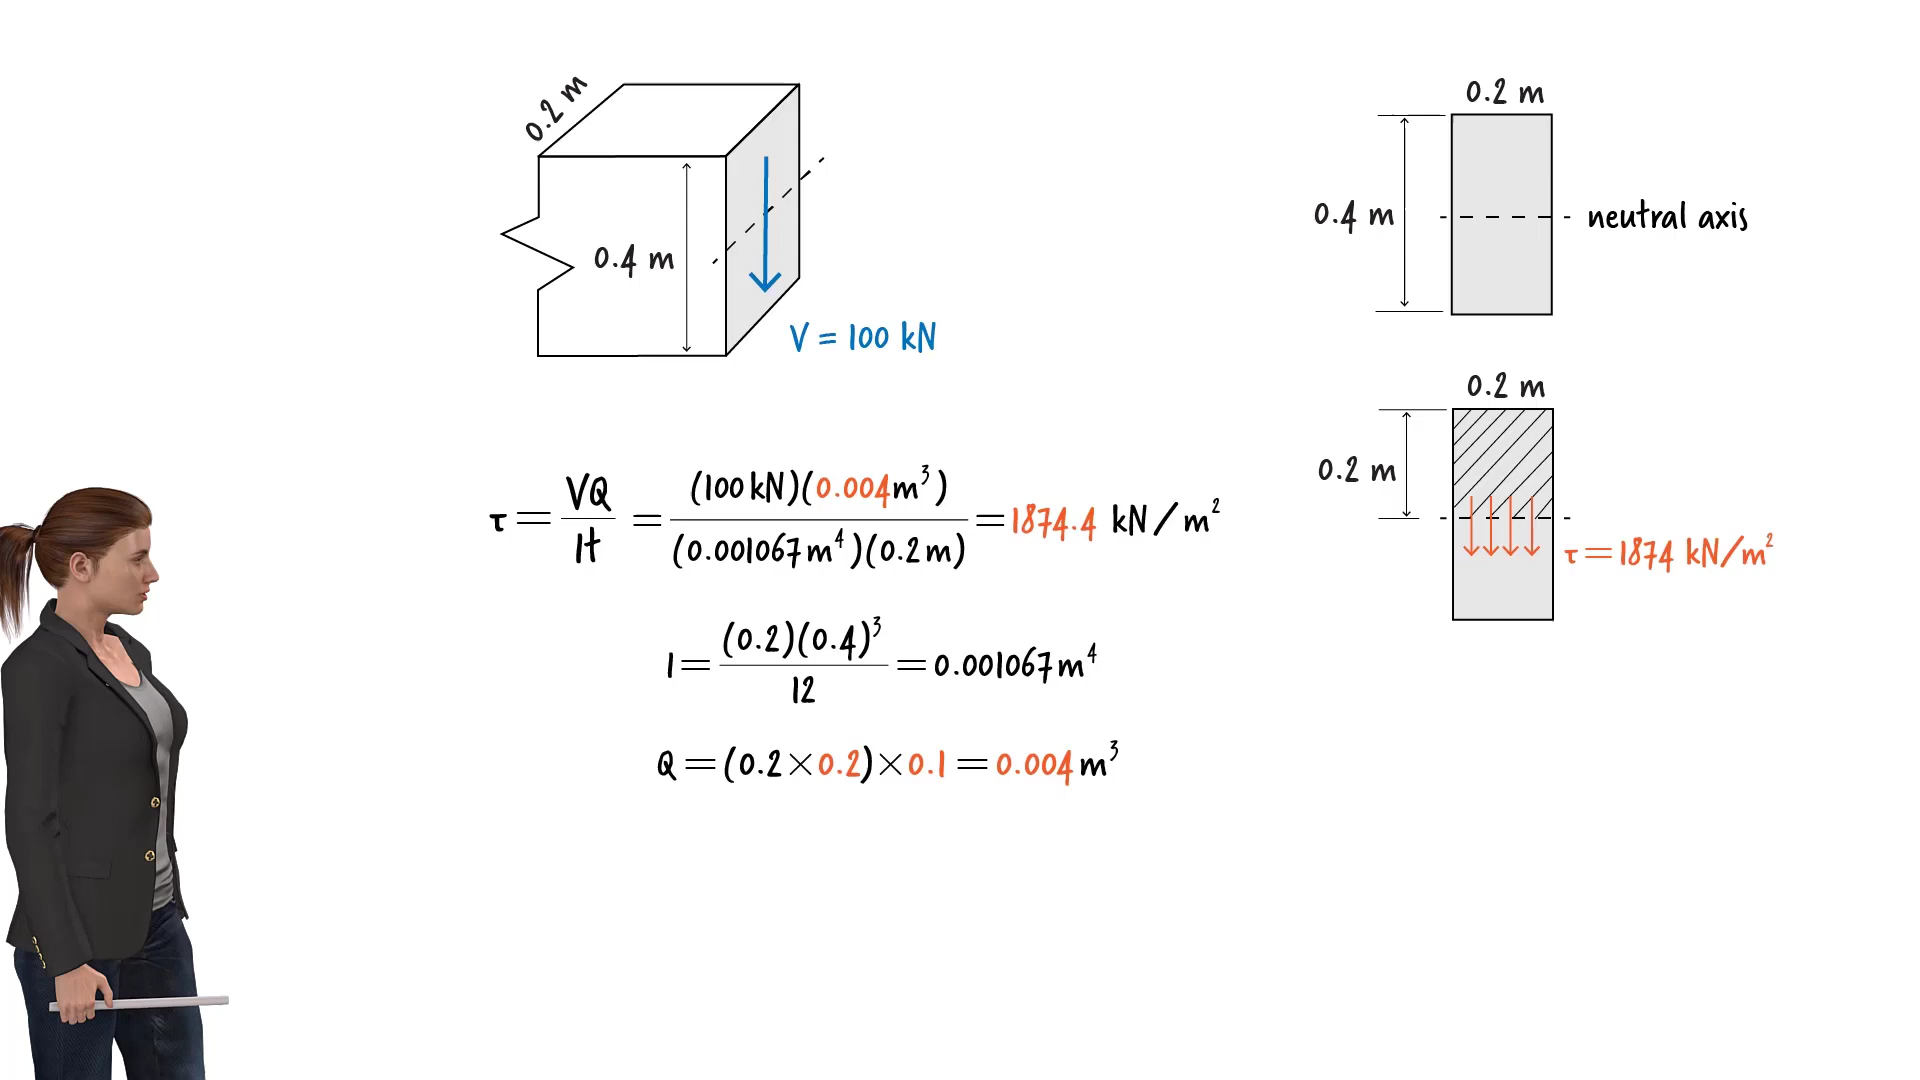 0.2 m
0.4 m
V = 100 kN
0.2 m
0.4 m
neutral axis
0.2 m
0.2 m
τ = 1874 kN/m²
τ = VQ / It = (100 kN)(0.004 m³) / (0.001067 m⁴)(0.2 m) = 1874.4 kN/m²
I = (0.2)(0.4)³ / 12 = 0.001067 m⁴
Q = (0.2 × 0.2) × 0.1 = 0.004 m³